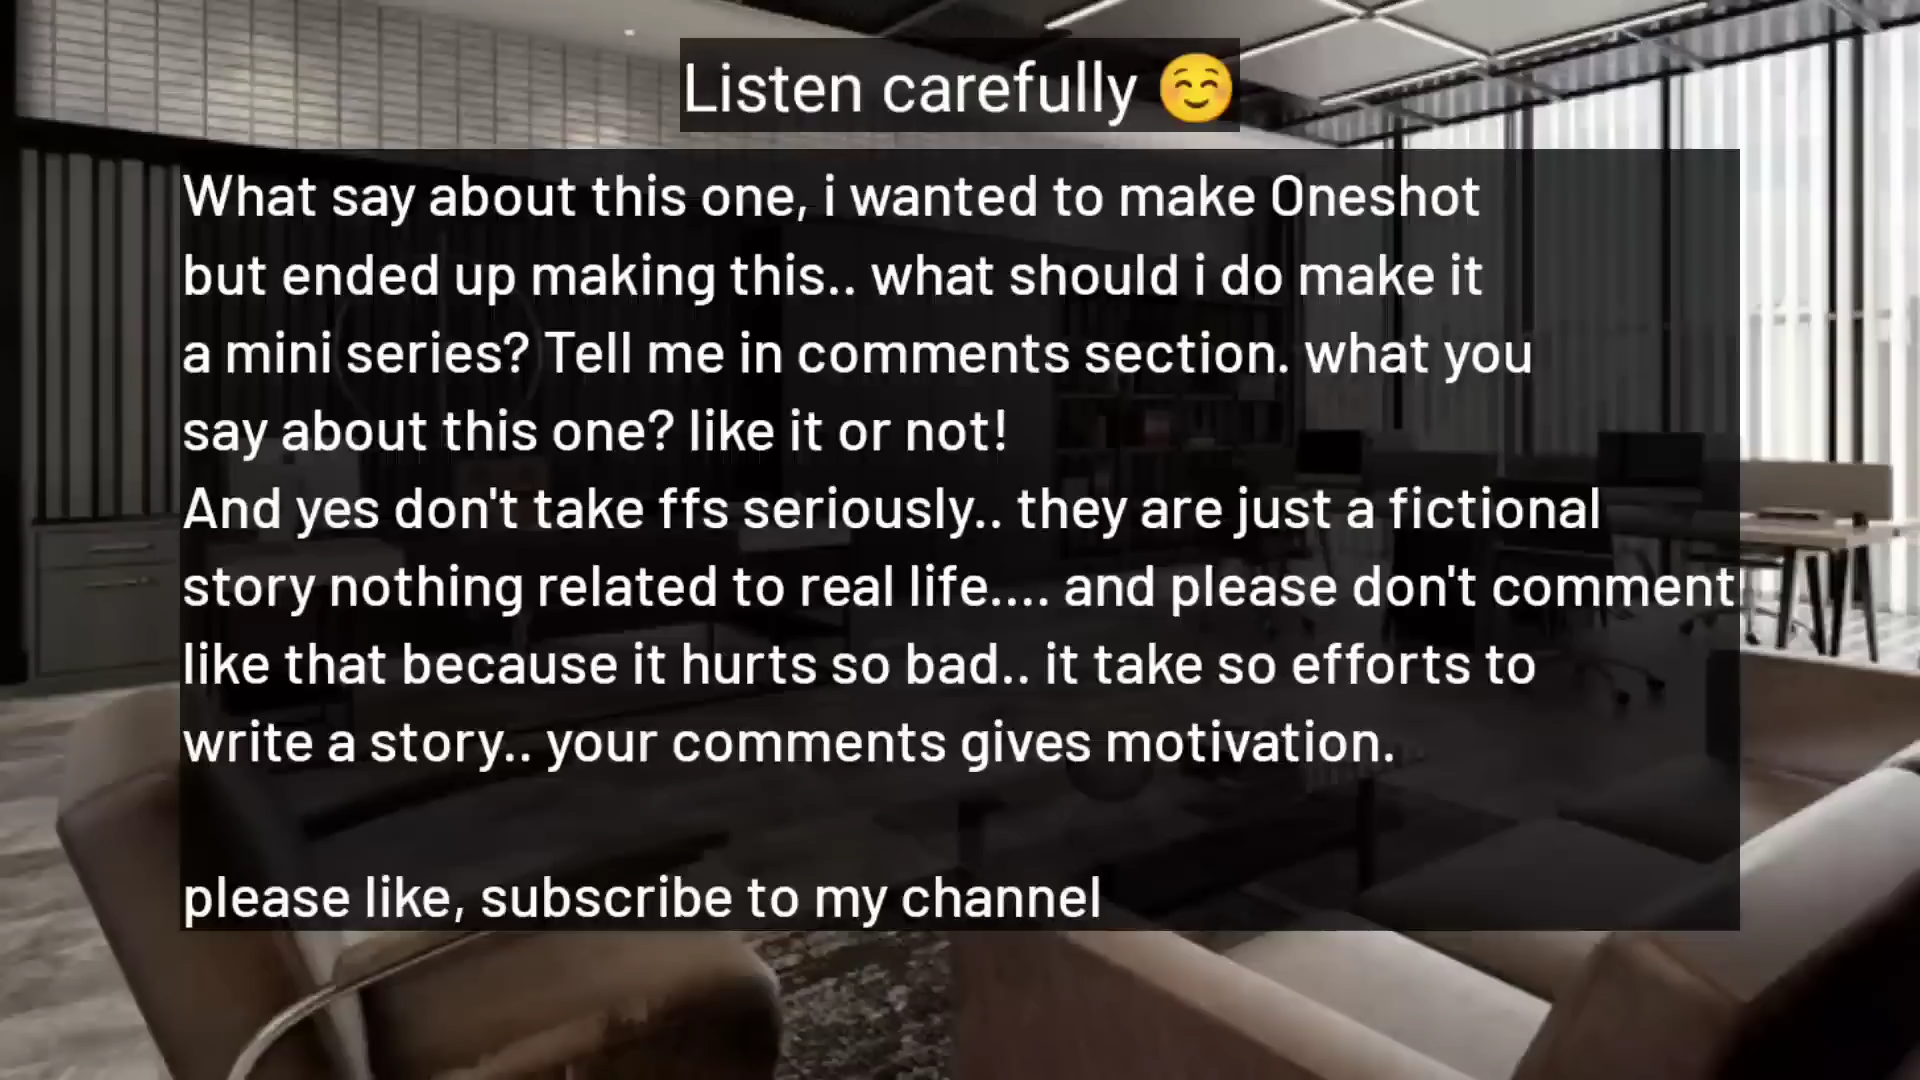 Listen carefully ☺️
What say about this one, i wanted to make Oneshot
but ended up making this.. what should i do make it
a mini series? Tell me in comments section. what you
say about this one? like it or not!
And yes don't take ffs seriously.. they are just a fictional
story nothing related to real life.... and please don't comment
like that because it hurts so bad.. it take so efforts to
write a story.. your comments gives motivation.
please like, subscribe to my channel